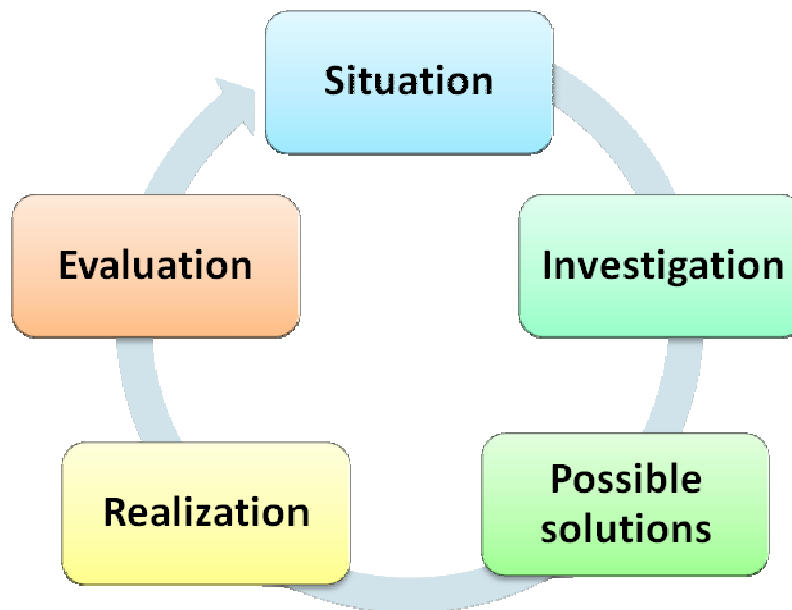 Situation
Investigation
Possible
solutions
Realization
Evaluation